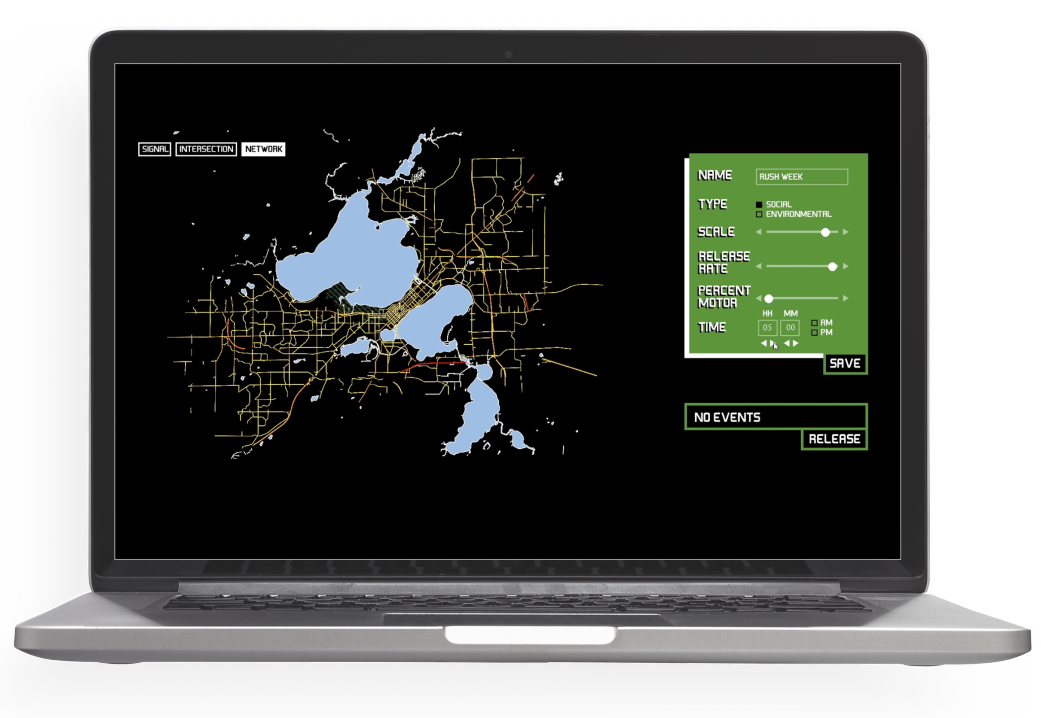 SIGNAL INTERSECTION NETWORK
NAME RUSH WEEK
TYPE SOCIAL
ENVIRONMENTAL
SCALE
RELEASE
RATE
PERCENT
MOTOR
HH MM
TIME 05 00 AM
PM
SAVE
NO EVENTS
RELEASE